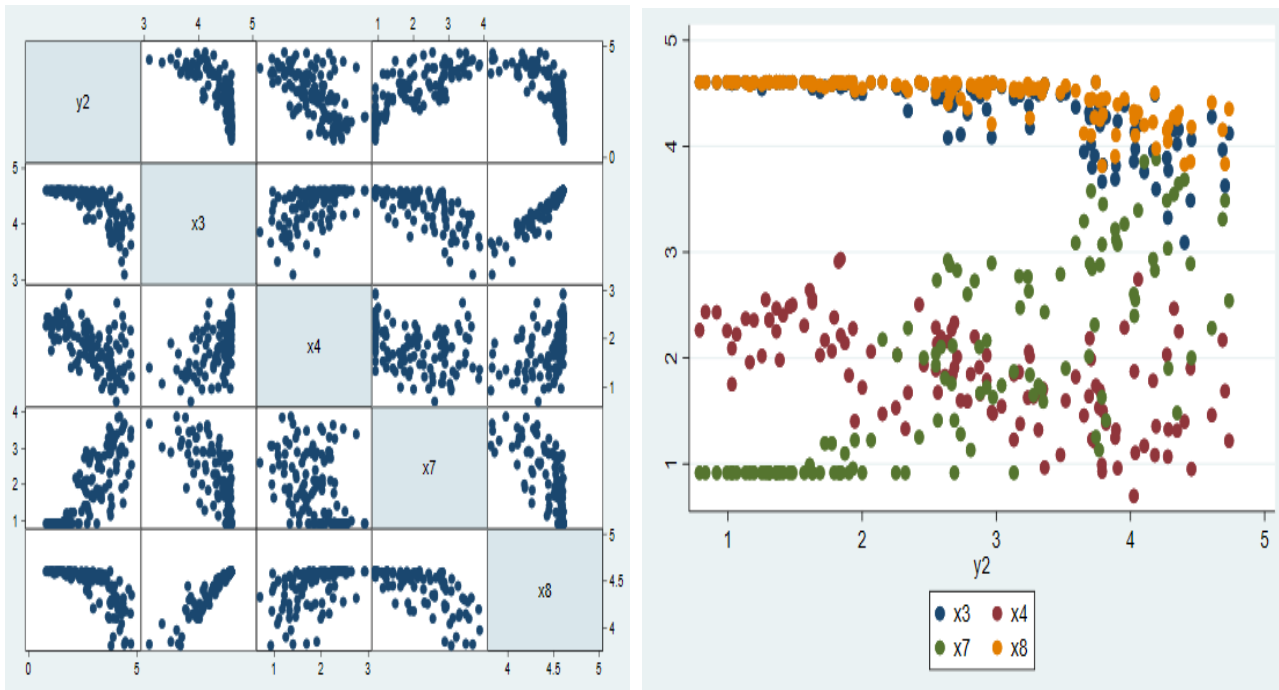 3 4 5 1 2 3 4
y2 5 0
5 4 3 x3
x4 3 2 1
4 3 2 1 x7
x8 5 4.5 4
0 5 1 2 3 4 4.5 5
5
4
3
2
1
1 2 3 4 5
y2
x3 x4
x7 x8